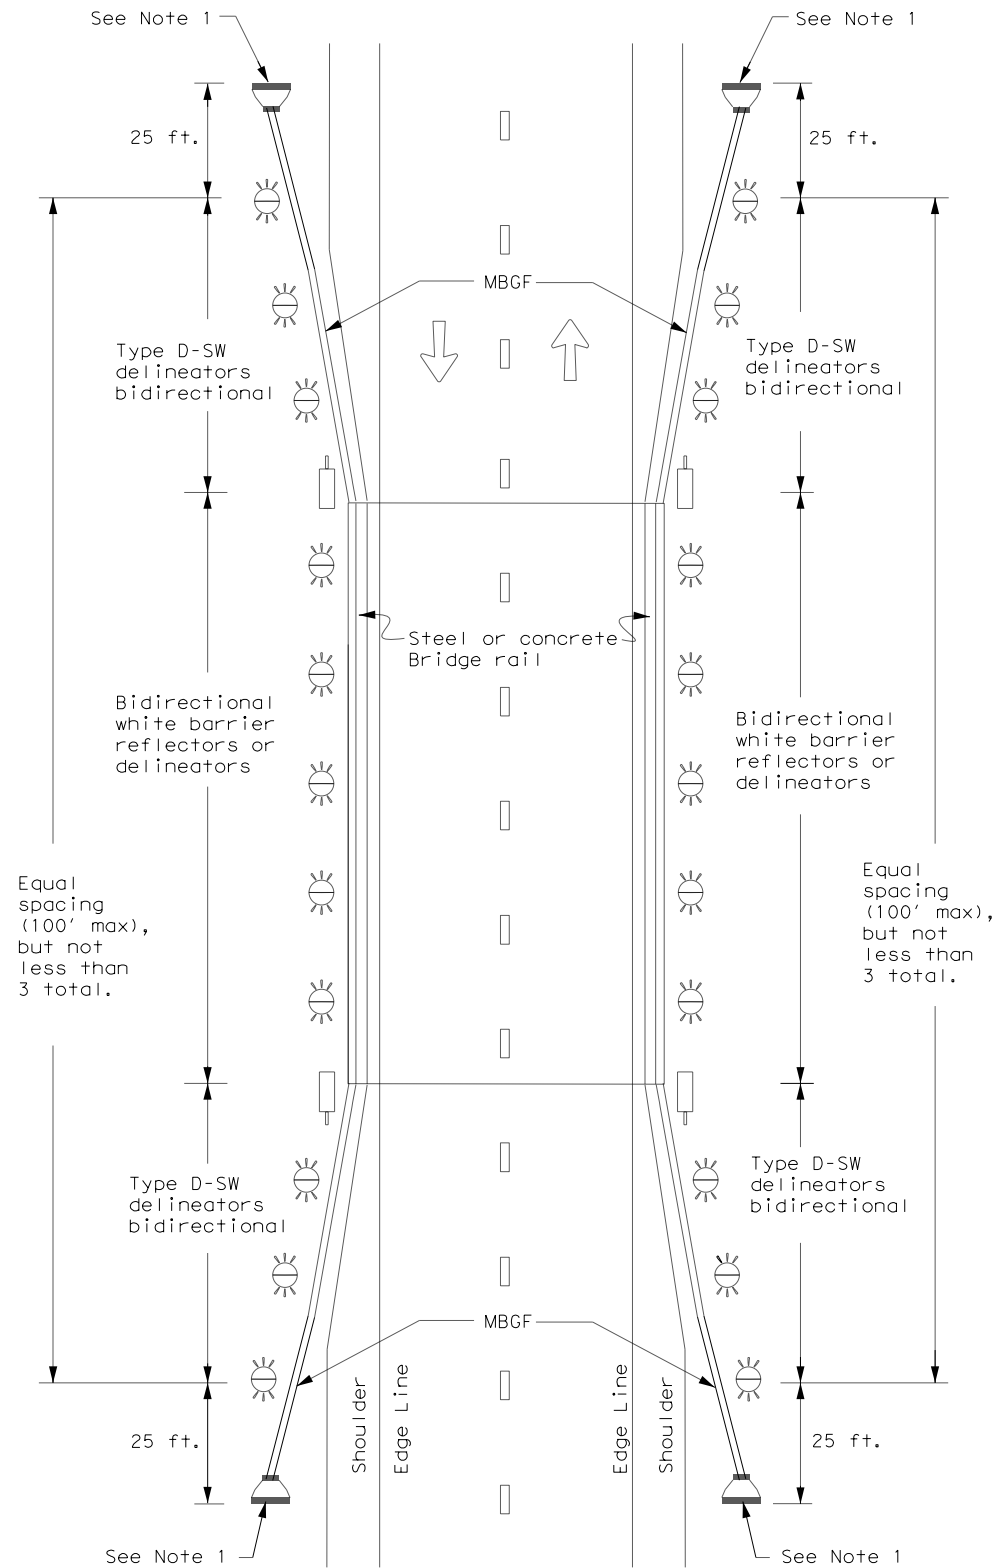 See Note 1
See Note 1
25 ft.
25 ft.
MBGF
Type D-SW
delineators
bidirectional
Type D-SW
delineators
bidirectional
Steel or concrete
Bridge rail
Bidirectional
white barrier
reflectors or
delineators
Bidirectional
white barrier
reflectors or
delineators
Equal
spacing
(100' max),
but not
less than
3 total.
Equal
spacing
(100' max),
but not
less than
3 total.
Type D-SW
delineators
bidirectional
Type D-SW
delineators
bidirectional
MBGF
Shoulder
Edge Line
Edge Line
Shoulder
25 ft.
25 ft.
See Note 1
See Note 1